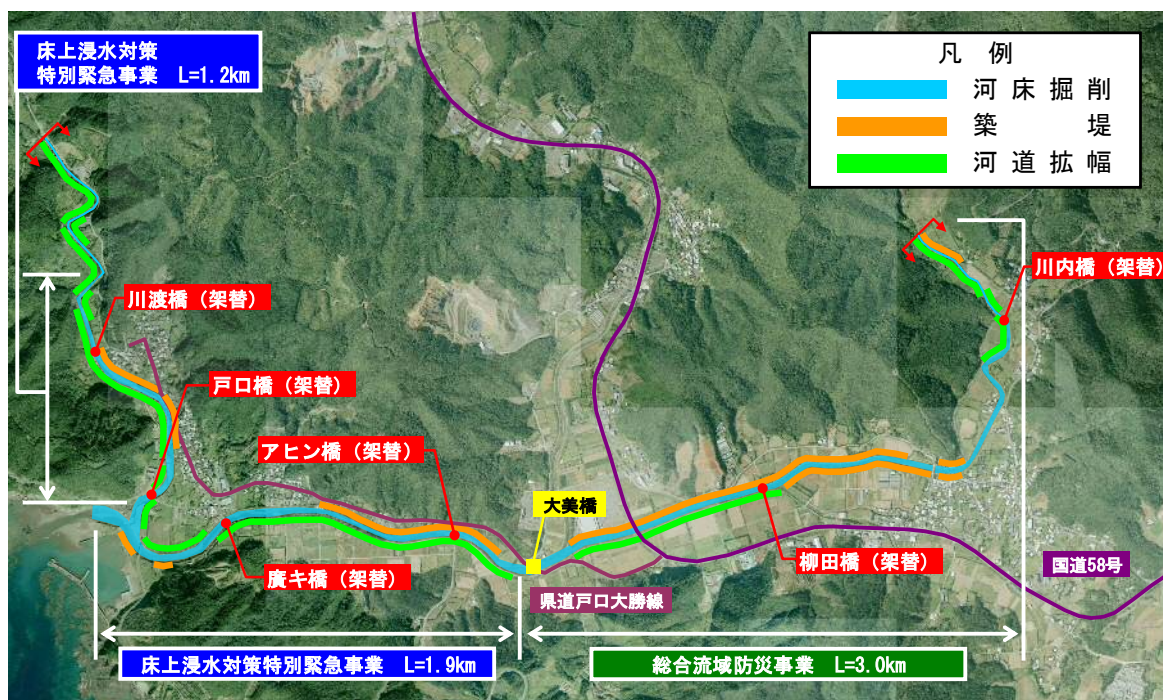 床上浸水対策
特別緊急事業 L=1.2km
凡 例
河 床 掘 削
築 堤
河 道 拡 幅
川内橋（架替）
川渡橋（架替）
戸口橋（架替）
アヒン橋（架替）
大美橋
柳田橋（架替）
廣キ橋（架替）
国道58号
県道戸口大勝線
床上浸水対策特別緊急事業 L=1.9km
総合流域防災事業 L=3.0km